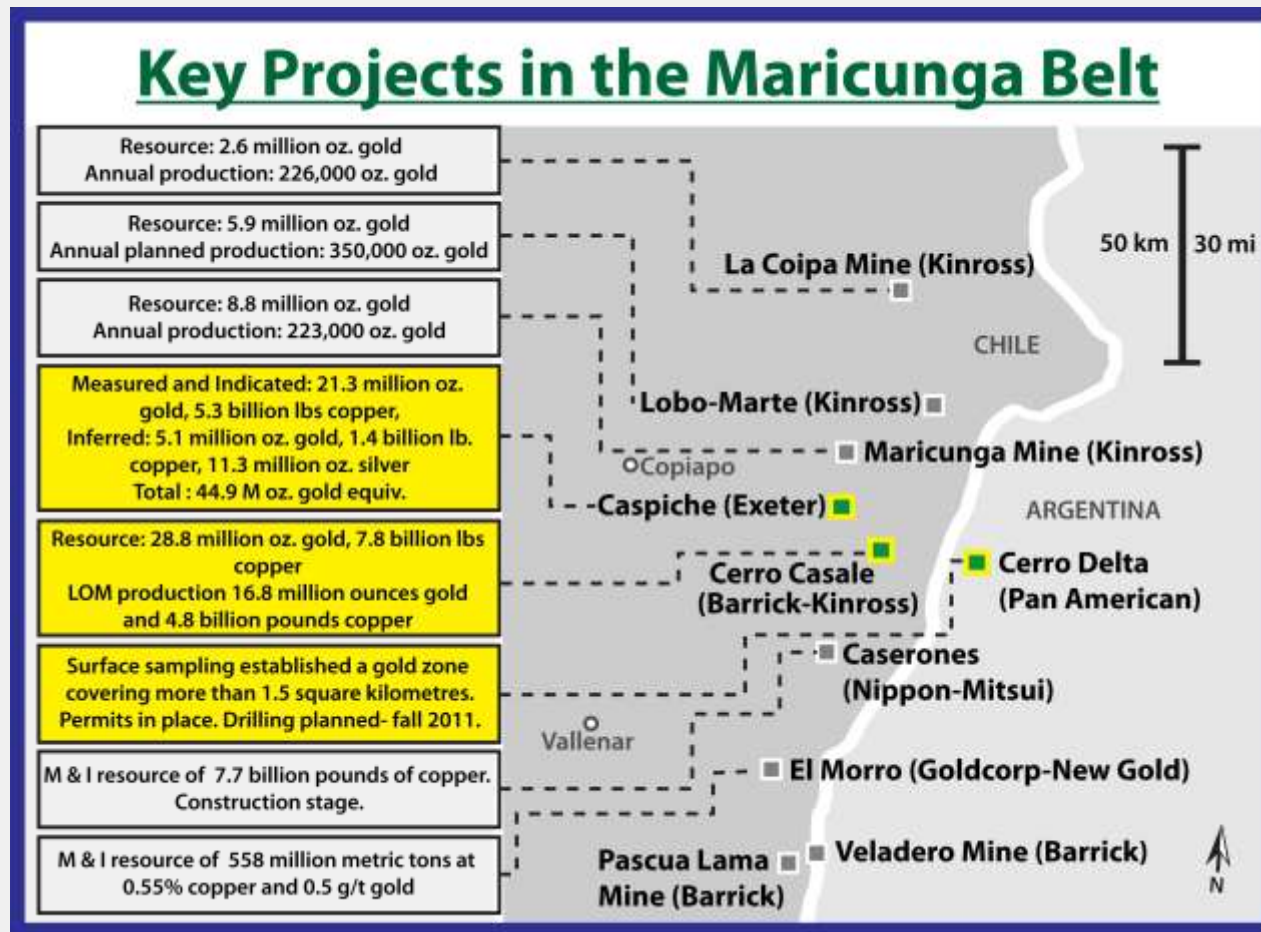 Key Projects in the Maricunga Belt
Resource: 2.6 million oz. gold
Annual production: 226,000 oz. gold
Resource: 5.9 million oz. gold
Annual planned production: 350,000 oz. gold
Resource: 8.8 million oz. gold
Annual production: 223,000 oz. gold
Measured and Indicated: 21.3 million oz.
gold, 5.3 billion lbs copper,
Inferred: 5.1 million oz. gold, 1.4 billion lb.
copper, 11.3 million oz. silver
Total : 44.9 M oz. gold equiv.
Resource: 28.8 million oz. gold, 7.8 billion lbs
copper
LOM production 16.8 million ounces gold
and 4.8 billion pounds copper
Surface sampling established a gold zone
covering more than 1.5 square kilometres.
Permits in place. Drilling planned- fall 2011.
M & I resource of 7.7 billion pounds of copper.
Construction stage.
M & I resource of 558 million metric tons at
0.55% copper and 0.5 g/t gold
50 km
30 mi
La Coipa Mine (Kinross)
CHILE
Lobo-Marte (Kinross)
Maricunga Mine (Kinross)
Copiapo
Caspiche (Exeter)
ARGENTINA
Cerro Casale
(Barrick-Kinross)
Cerro Delta
(Pan American)
Caserones
(Nippon-Mitsui)
Vallenar
El Morro (Goldcorp-New Gold)
Pascua Lama
Mine (Barrick)
Veladero Mine (Barrick)
N